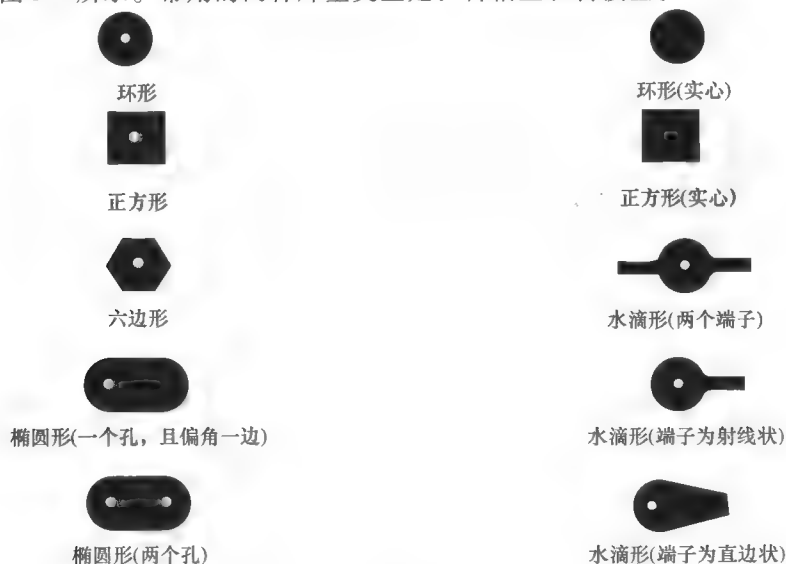 环形
环形(实心)
正方形
正方形(实心)
六边形
水滴形(两个端子)
椭圆形(一个孔，且偏角一边)
水滴形(端子为射线状)
椭圆形(两个孔)
水滴形(端子为直边状)